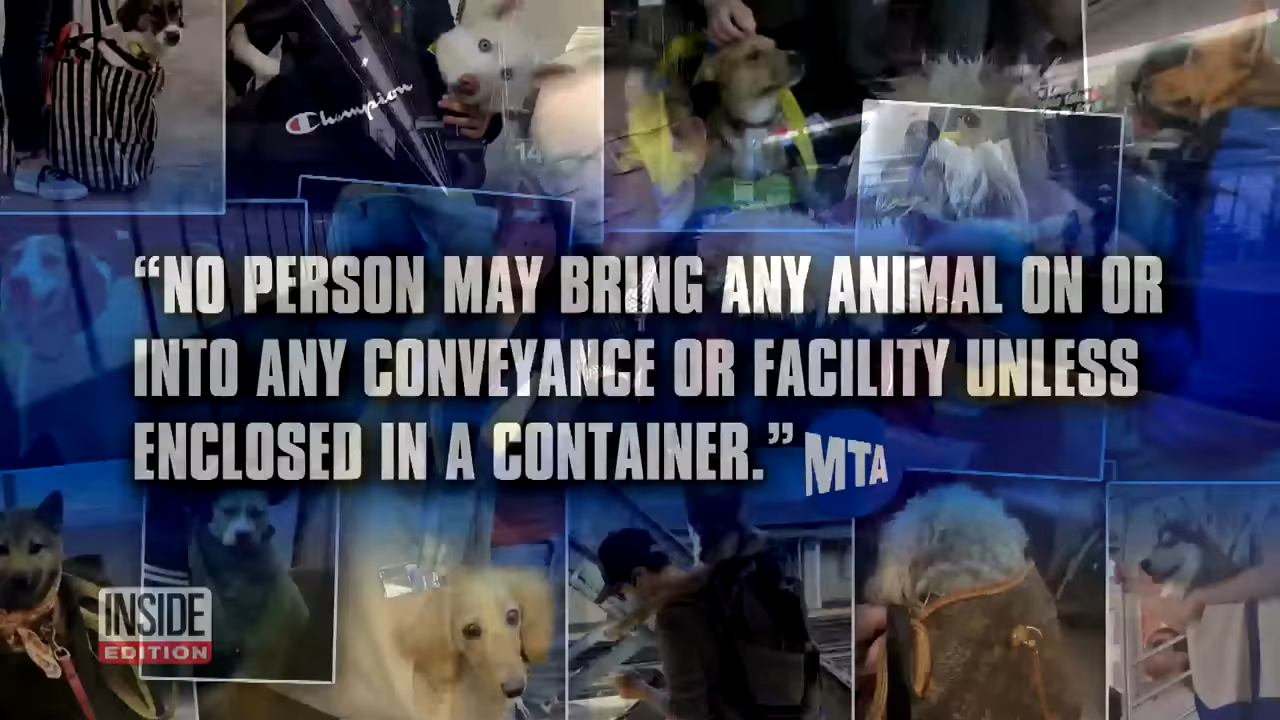 Champion
14
“NO PERSON MAY BRING ANY ANIMAL ON OR
INTO ANY CONVEYANCE OR FACILITY UNLESS
ENCLOSED IN A CONTAINER.”
MTA
INSIDE
EDITION